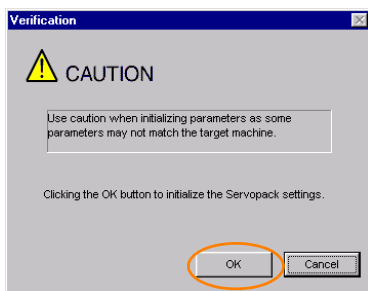 Verification
CAUTION
Use caution when initializing parameters as some
parameters may not match the target machine.
Clicking the OK button to initialize the Servopack settings.
OK
Cancel